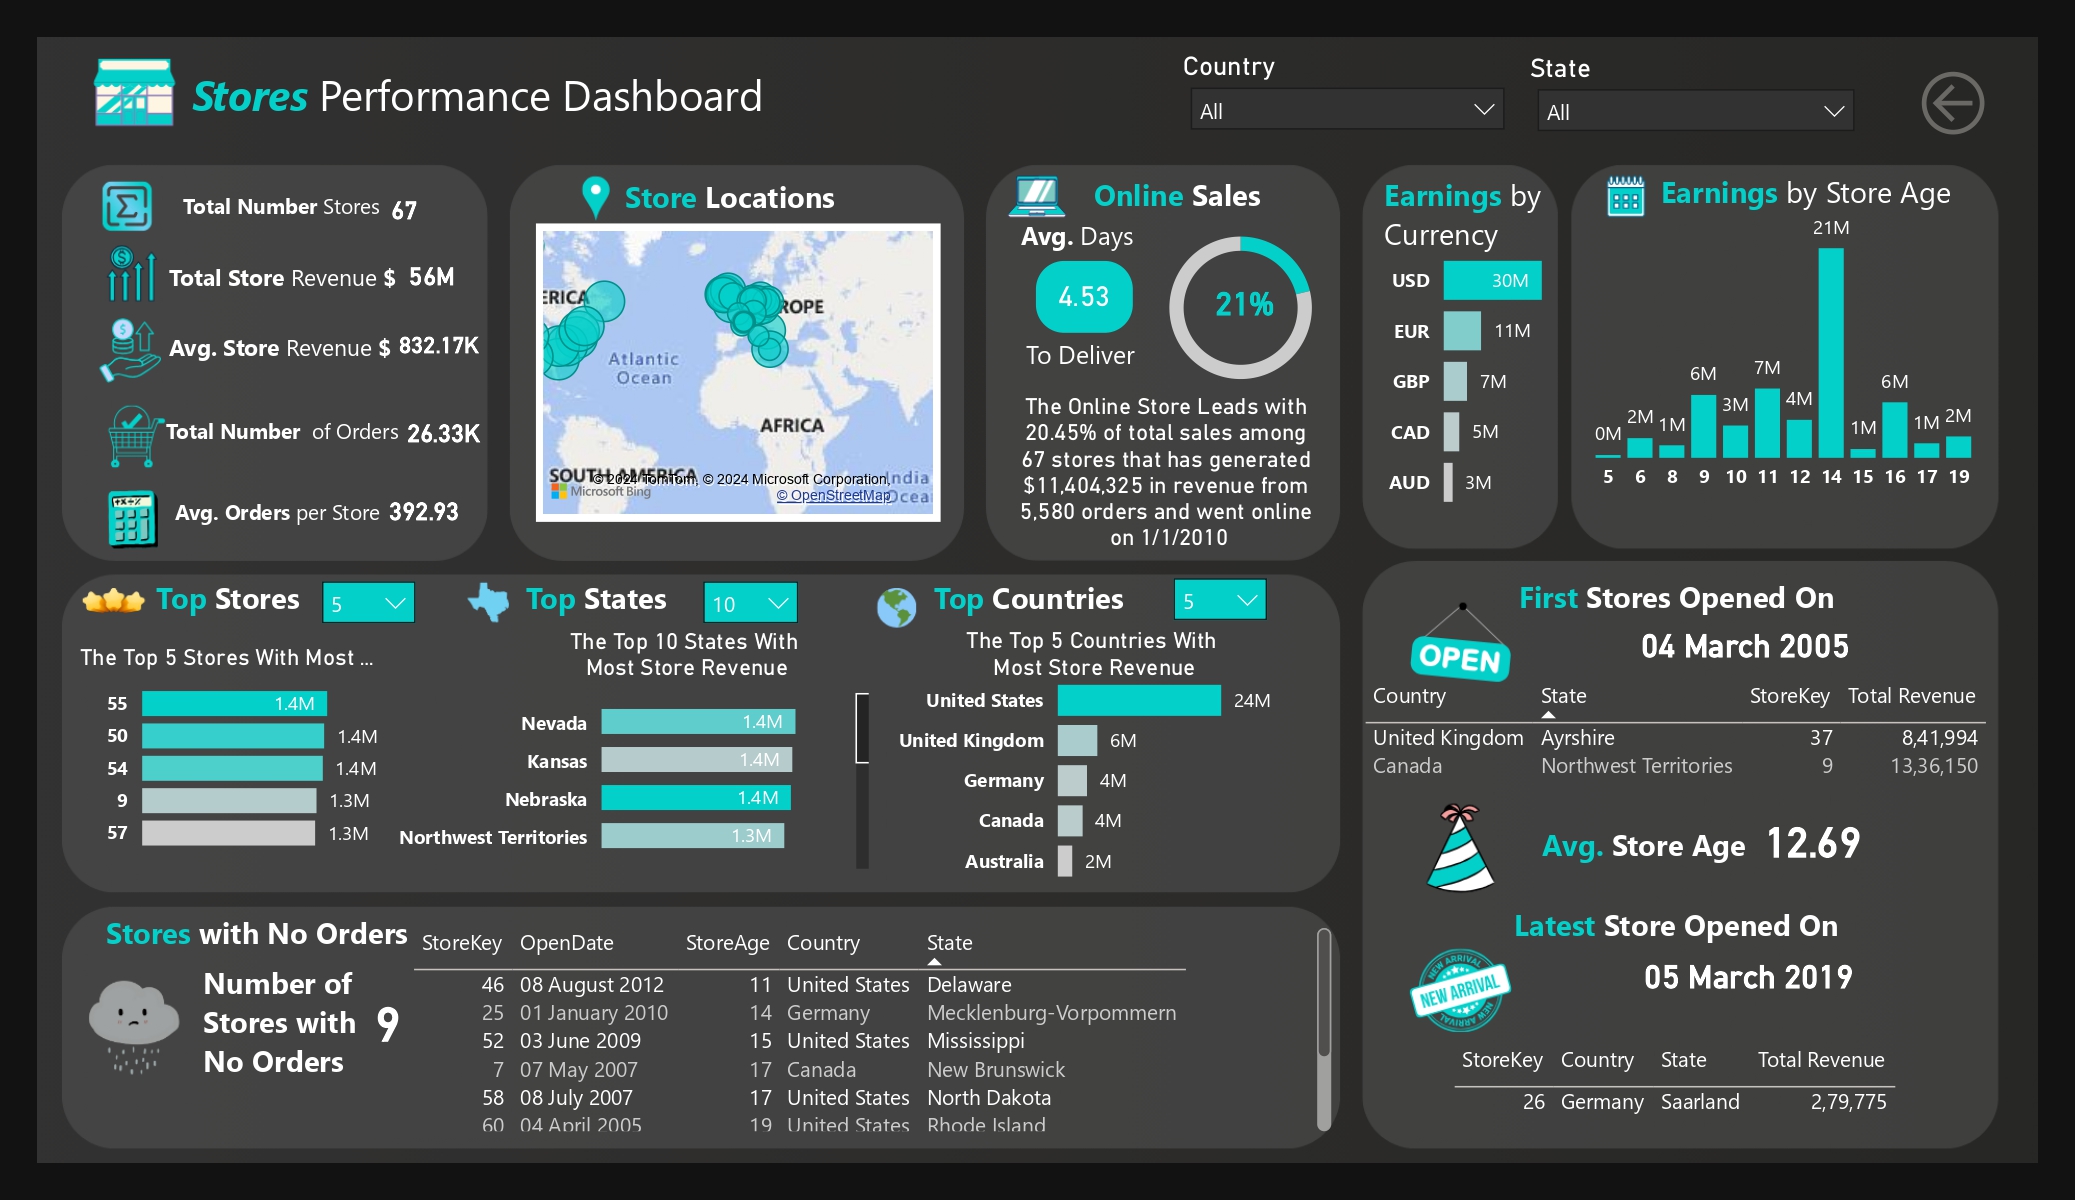 Stores Performance Dashboard
Country
All
State
All
Total Number Stores 67
Total Store Revenue $ 56M
Avg. Store Revenue $ 832.17K
Total Number of Orders 26.33K
+×÷
Avg. Orders per Store 392.93
Store Locations
ERICA
ROPE
Atlantic
Ocean
AFRICA
SOUTH AMERICA
© 2024 TomTom, © 2024 Microsoft Corporation,
India
Microsoft Bing
© OpenStreetMap
Ocea
Online Sales
Avg. Days
4.53
To Deliver
21%
The Online Store Leads with
20.45% of total sales among
67 stores that has generated
$11,404,325 in revenue from
5,580 orders and went online
on 1/1/2010
Earnings by
Currency
USD 30M
EUR 11M
GBP 7M
CAD 5M
AUD 3M
Earnings by Store Age
21M
7M
6M
6M
4M
3M
2M
1M
0M
1M
1M
2M
5 6 8 9 10 11 12 14 15 16 17 19
Top Stores
5
The Top 5 Stores With Most ...
55 1.4M
50 1.4M
54 1.4M
9 1.3M
57 1.3M
Top States
10
The Top 10 States With
Most Store Revenue
Nevada 1.4M
Kansas 1.4M
Nebraska 1.4M
Northwest Territories 1.3M
Top Countries
5
The Top 5 Countries With
Most Store Revenue
United States 24M
United Kingdom 6M
Germany 4M
Canada 4M
Australia 2M
First Stores Opened On
OPEN
04 March 2005
Country State StoreKey Total Revenue
United Kingdom Ayrshire 37 8,41,994
Canada Northwest Territories 9 13,36,150
Avg. Store Age 12.69
Latest Store Opened On
NEW ARRIVAL
NEW ARRIVAL
NEW ARRIVAL
05 March 2019
StoreKey Country State Total Revenue
26 Germany Saarland 2,79,775
Stores with No Orders
Number of
Stores with 9
No Orders
StoreKey OpenDate StoreAge Country State
46 08 August 2012 11 United States Delaware
25 01 January 2010 14 Germany Mecklenburg-Vorpommern
52 03 June 2009 15 United States Mississippi
7 07 May 2007 17 Canada New Brunswick
58 08 July 2007 17 United States North Dakota
60 04 April 2005 19 United States Rhode Island